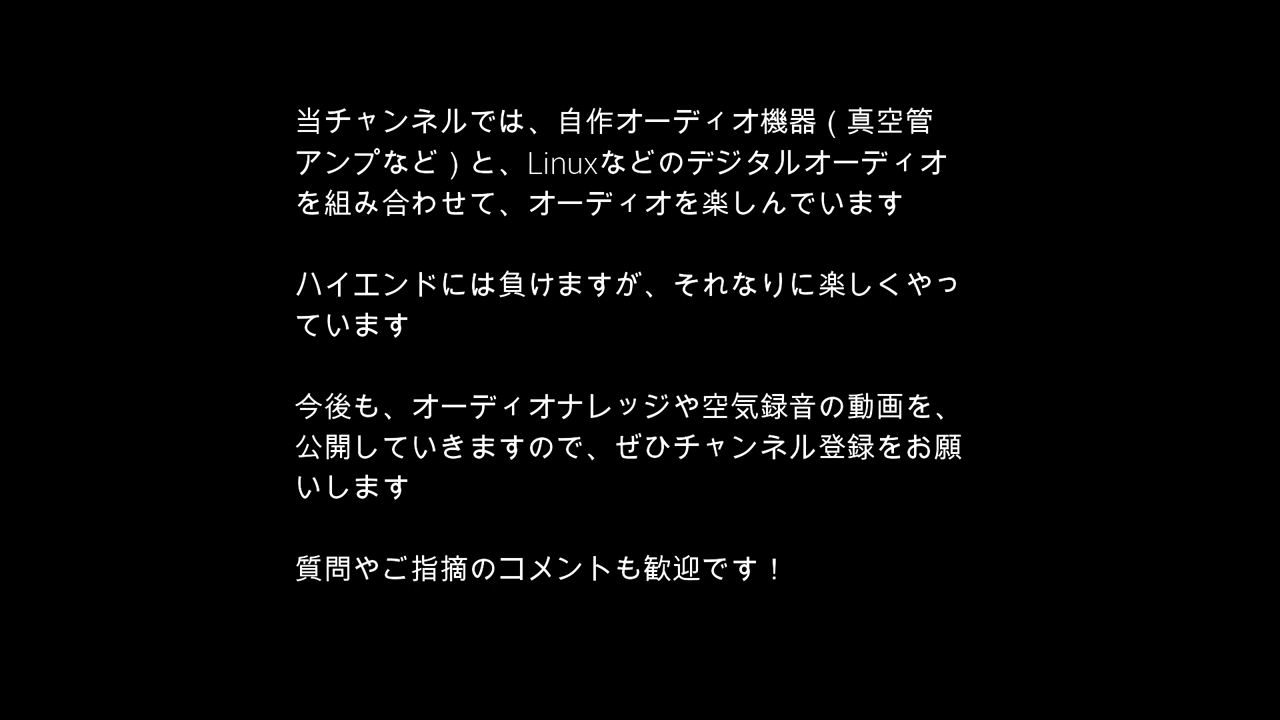 当チャンネルでは、自作オーディオ機器（真空管
アンプなど）と、Linuxなどのデジタルオーディオ
を組み合わせて、オーディオを楽しんでいます
ハイエンドには負けますが、それなりに楽しくやっ
ています
今後も、オーディオナレッジや空気録音の動画を、
公開していきますので、ぜひチャンネル登録をお願
いします
質問やご指摘のコメントも歓迎です！